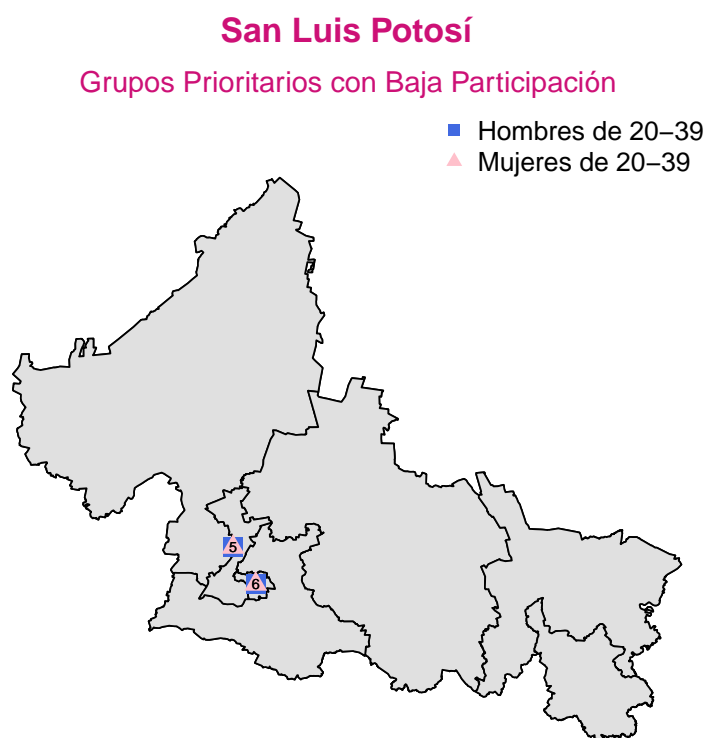 San Luis Potosí
Grupos Prioritarios con Baja Participación
Hombres de 20−39
Mujeres de 20−39
5
6